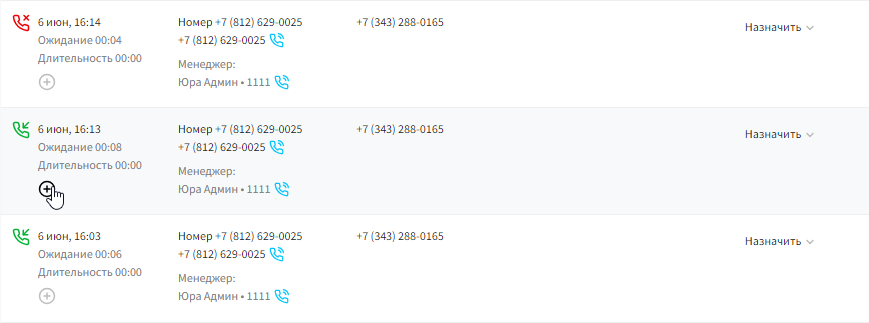 6 июн, 16:14
Ожидание 00:04
Длительность 00:00
Номер +7 (812) 629-0025
+7 (812) 629-0025
Менеджер:
Юра Админ • 1111
+7 (343) 288-0165
Назначить
6 июн, 16:13
Ожидание 00:08
Длительность 00:00
Номер +7 (812) 629-0025
+7 (812) 629-0025
Менеджер:
Юра Админ • 1111
+7 (343) 288-0165
Назначить
6 июн, 16:03
Ожидание 00:06
Длительность 00:00
Номер +7 (812) 629-0025
+7 (812) 629-0025
Менеджер:
Юра Админ • 1111
+7 (343) 288-0165
Назначить